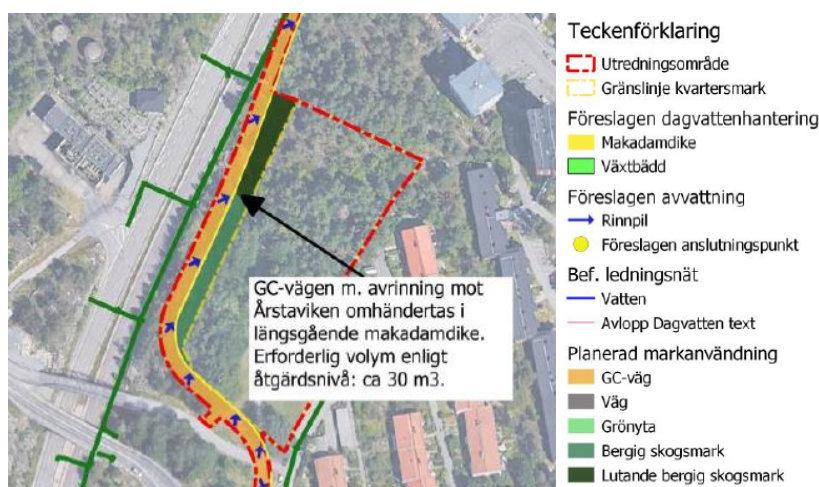 GC-vägen m. avrinning mot
Årstaviken omhändertas i
längsgående makadamdike.
Erforderlig volym enligt
åtgärdsnivå: ca 30 m3.
Teckenförklaring
Utredningsområde
Gränslinje kvartersmark
Föreslagen dagvattenhantering
Makadamdike
Växtbädd
Föreslagen avvattning
Rinnpil
Föreslagen anslutningspunkt
Bef. ledningsnät
Vatten
Avlopp Dagvatten text
Planerad markanvändning
GC-väg
Väg
Grönyta
Bergig skogsmark
Lutande bergig skogsmark